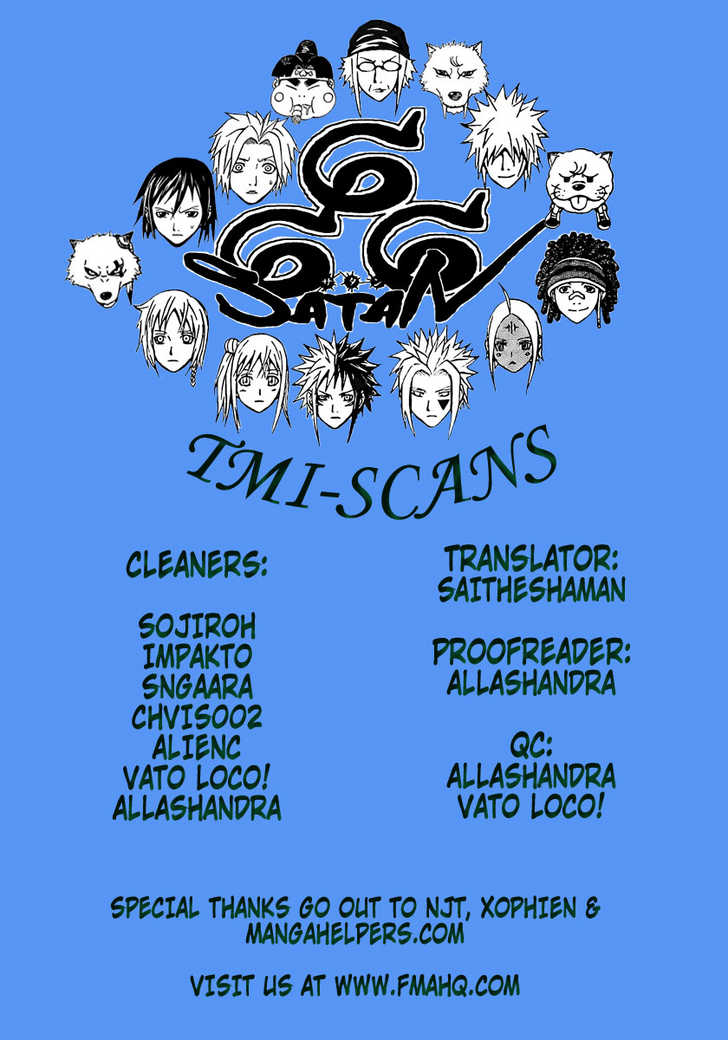 666
SATAN
TMI-SCANS
CLEANERS:
SOJIROH
IMPAKTO
SNGAARA
CHVIS002
ALIENC
VATO LOCO!
ALLASHANDRA
TRANSLATOR:
SAITHESHAMAN
PROOFREADER:
ALLASHANDRA
QC:
ALLASHANDRA
VATO LOCO!
SPECIAL THANKS GO OUT TO NJT, XOPHIEN &
MANGAHELPERS.COM
VISIT US AT WWW.FMAHQ.COM